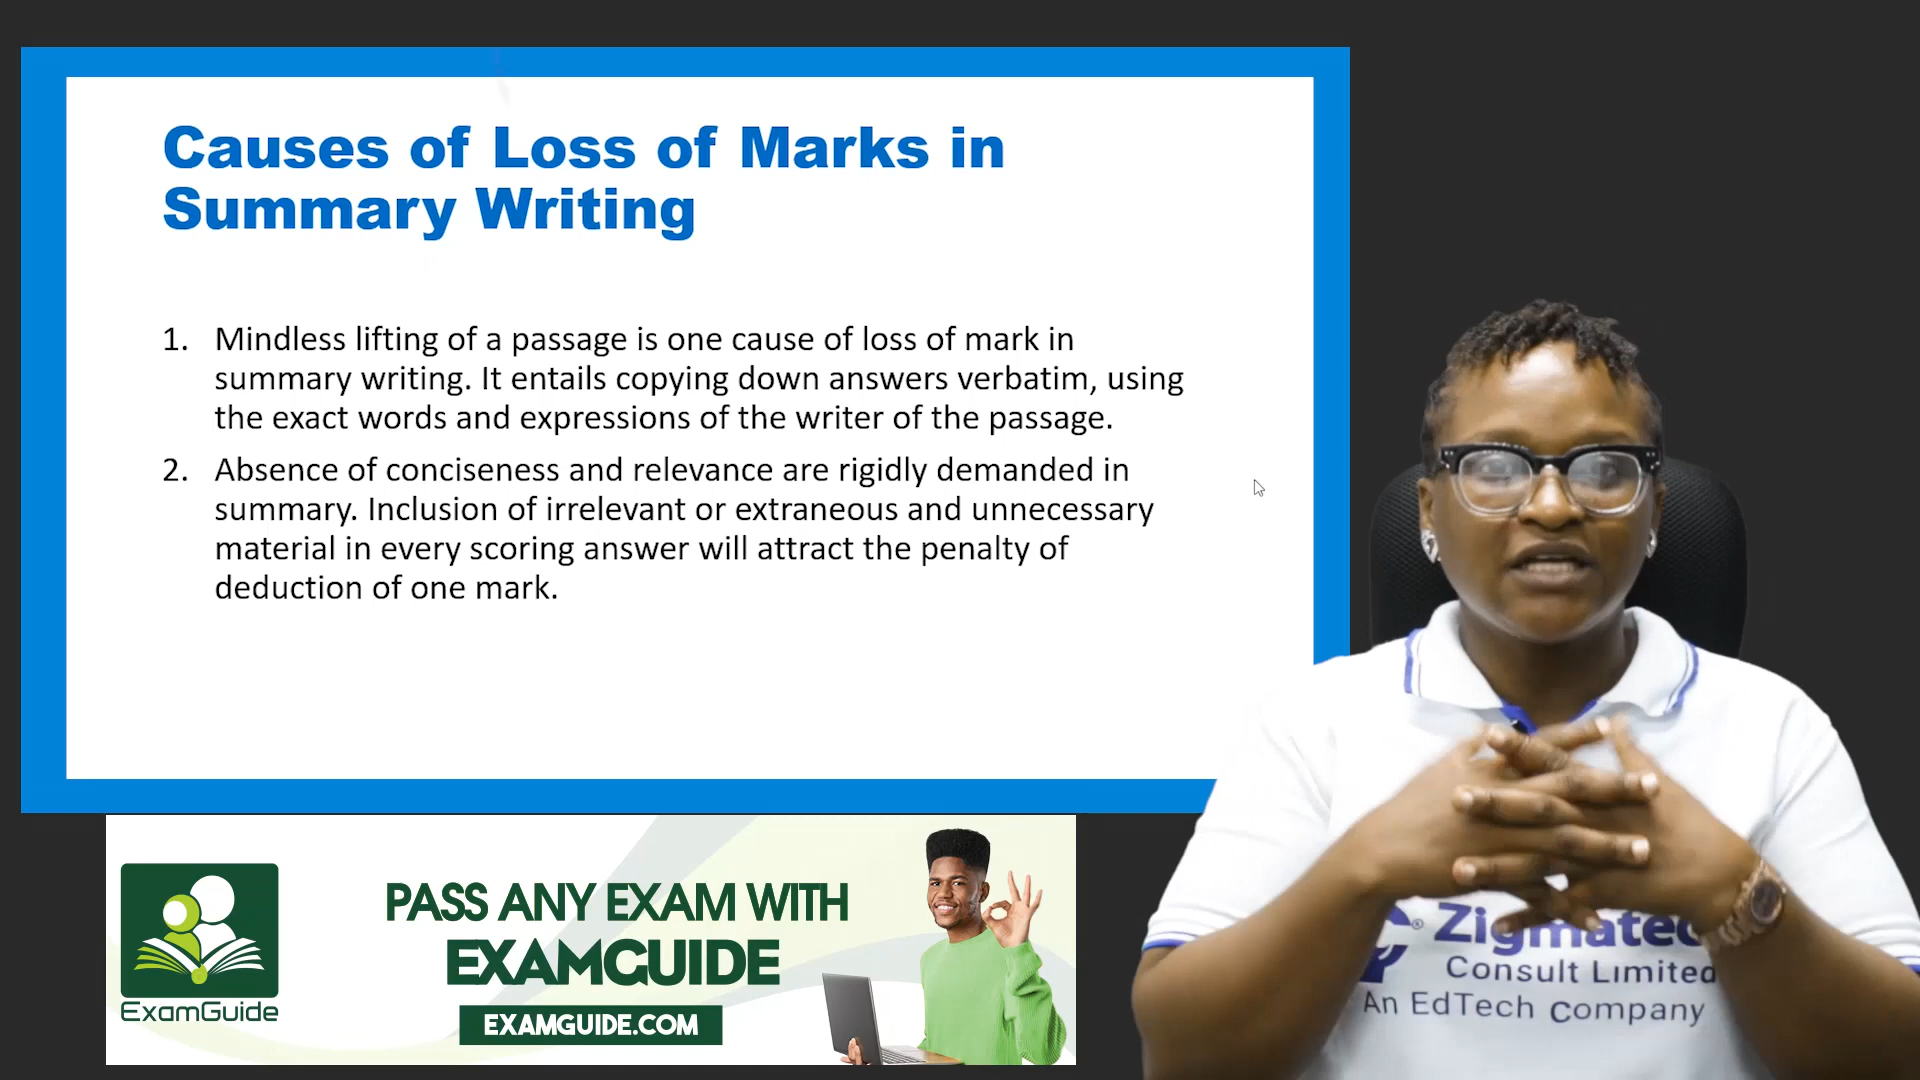 Causes of Loss of Marks in
Summary Writing
1. Mindless lifting of a passage is one cause of loss of mark in
summary writing. It entails copying down answers verbatim, using
the exact words and expressions of the writer of the passage.
2. Absence of conciseness and relevance are rigidly demanded in
summary. Inclusion of irrelevant or extraneous and unnecessary
material in every scoring answer will attract the penalty of
deduction of one mark.
ExamGuide
PASS ANY EXAM WITH
EXAMGUIDE
EXAMGUIDE.COM
® Zigmatec
Consult Limited
An EdTech Company